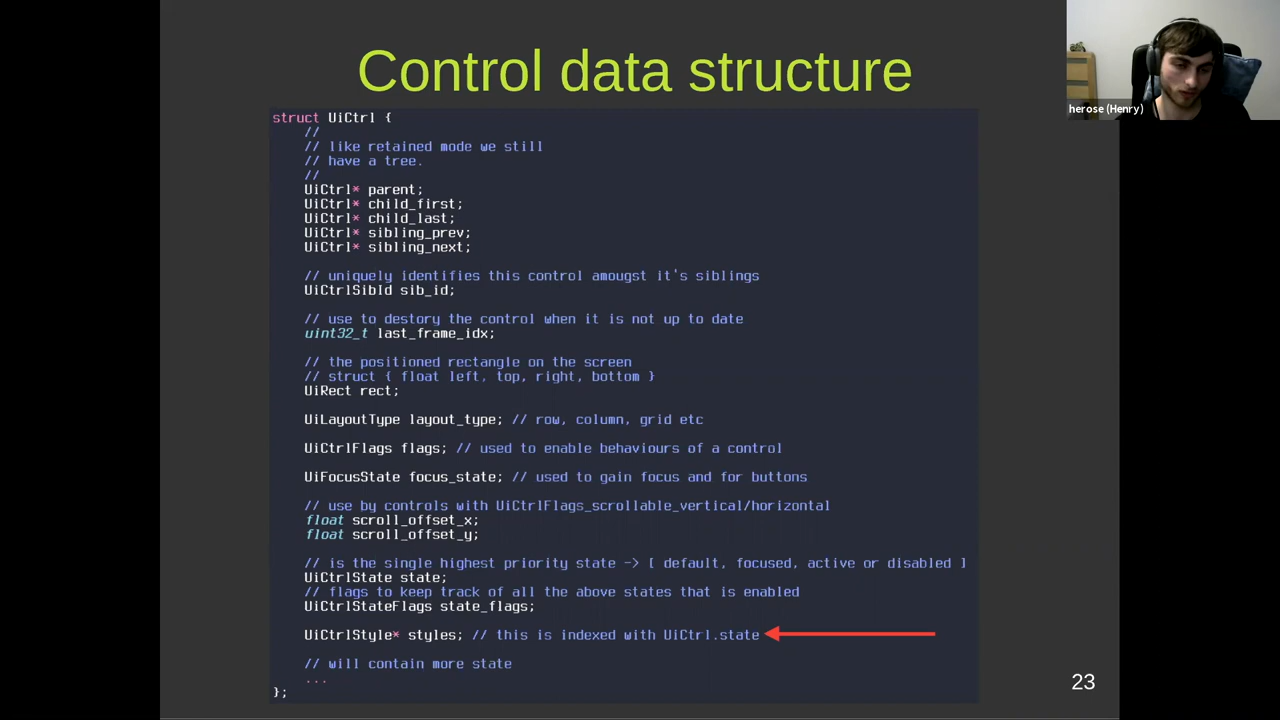 Control data structure
herose (Henry)
struct UiCtrl {
//
// like retained mode we still
// have a tree.
//
UiCtrl* parent;
UiCtrl* child_first;
UiCtrl* child_last;
UiCtrl* sibling_prev;
UiCtrl* sibling_next;
// uniquely identifies this control amougst it's siblings
UiCtrlSibId sib_id;
// use to destory the control when it is not up to date
uint32_t last_frame_idx;
// the positioned rectangle on the screen
// struct { float left, top, right, bottom }
UiRect rect;
UiLayoutType layout_type; // row, column, grid etc
UiCtrlFlags flags; // used to enable behaviours of a control
UiFocusState focus_state; // used to gain focus and for buttons
// use by controls with UiCtrlFlags_scrollable_vertical/horizontal
float scroll_offset_x;
float scroll_offset_y;
// is the single highest priority state -> [ default, focused, active or disabled ]
UiCtrlState state;
// flags to keep track of all the above states that is enabled
UiCtrlStateFlags state_flags;
UiCtrlStyle* styles; // this is indexed with UiCtrl.state
// will contain more state
...
};
23